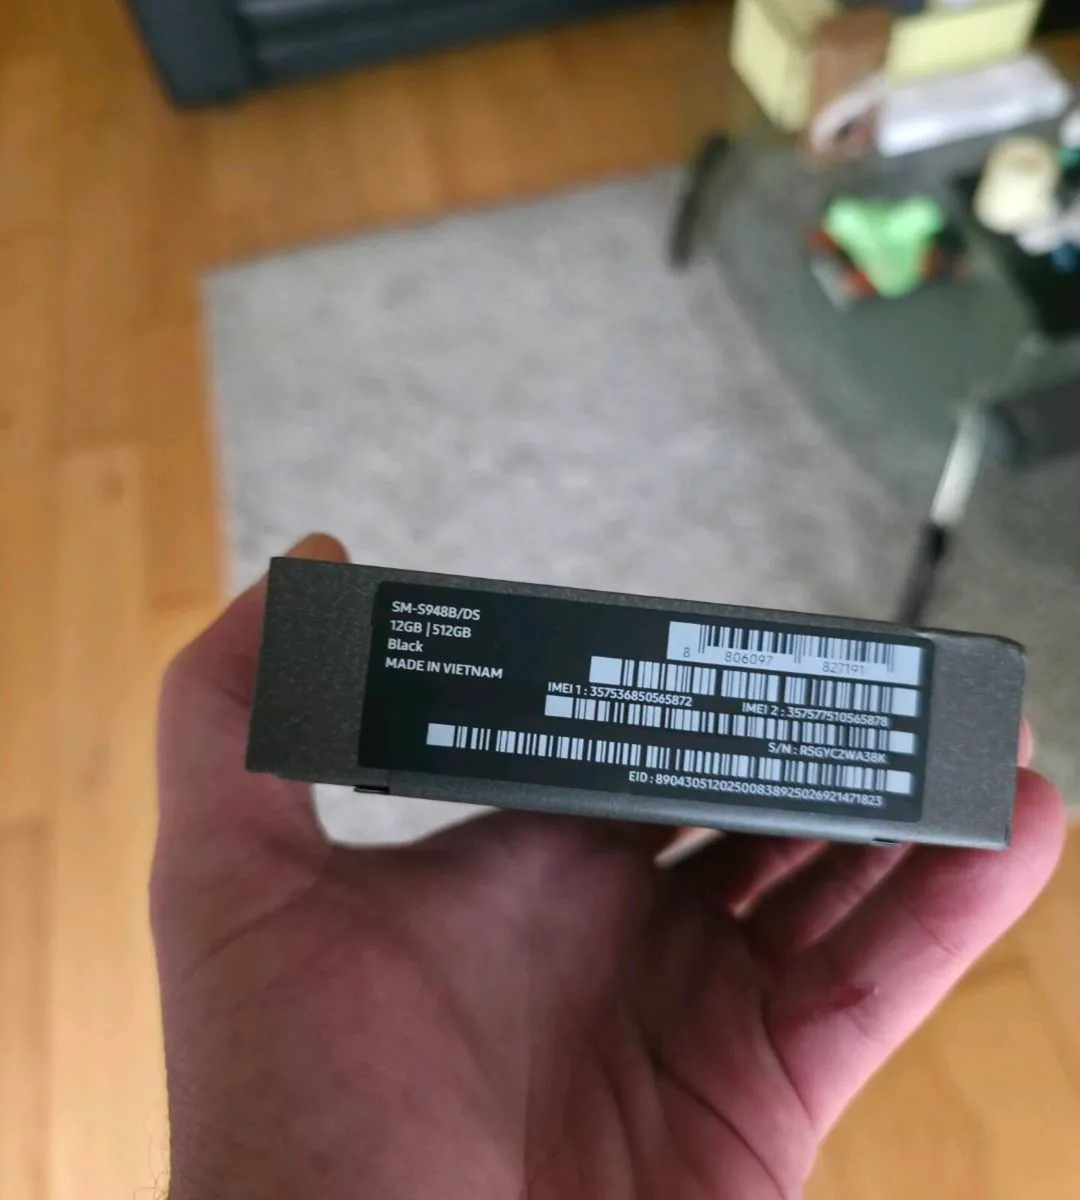 SM-S948B/DS
12GB | 512GB
Black
MADE IN VIETNAM
8 806097 827191
IMEI 1 : 357536850565872
IMEI 2 : 357577510565878
S/N : R5GYC2WA38K
EID : 89043051202500838925026921471823